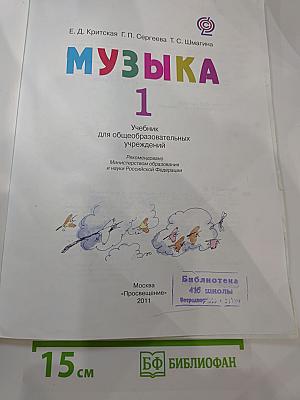 Е. Д. Критская Г. П. Сергеева Т. С. Шмагина
МУЗЫКА
1
Учебник
для общеобразовательных
учреждений
Рекомендовано
Министерством образования
и науки Российской Федерации
Москва
«Просвещение»
2011
Библиотека
416 школы
15 см
БФ БИБЛИОФАН